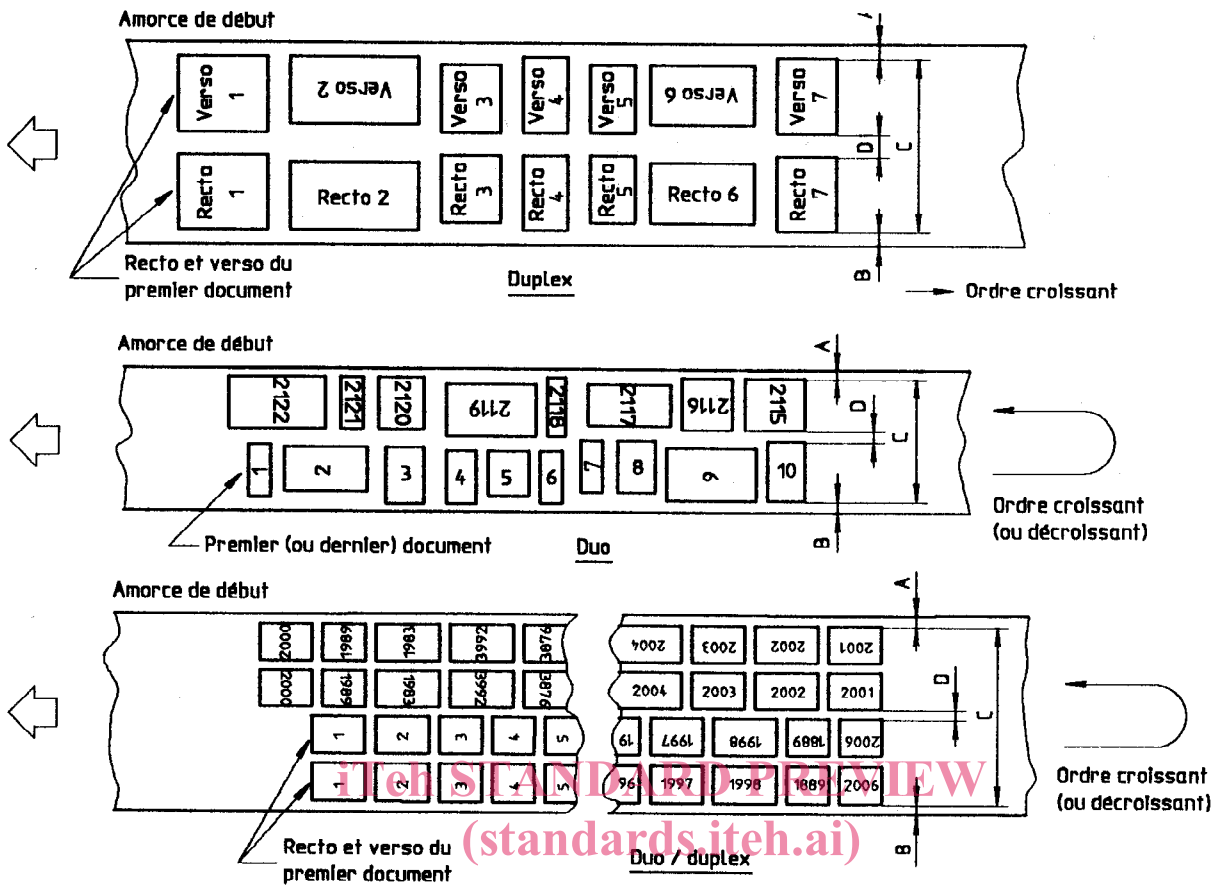 Amorce de début
A
Verso 1
Verso 2
Verso 3
Verso 4
Verso 5
Verso 6
Verso 7
D
C
Recto 1
Recto 2
Recto 3
Recto 4
Recto 5
Recto 6
Recto 7
B
Recto et verso du
premier document
Duplex
Ordre croissant
Amorce de début
A
2122
2121
2120
2119
2118
2117
2116
2115
D
C
1
2
3
4
5
6
7
8
9
10
B
Ordre croissant
(ou décroissant)
Premier (ou dernier) document
Duo
Amorce de début
A
2000
1989
1983
3992
3876
2004
2003
2002
2001
2000
1989
1983
3992
3876
2004
2003
2002
2001
D
C
1
2
3
4
5
19
1997
1998
1889
2006
1
2
3
4
5
96
1997
1998
1889
2006
B
iTeh STANDARD PREVIEW
(standards.iteh.ai)
Ordre croissant
(ou décroissant)
Recto et verso du
premier document
Duo / duplex